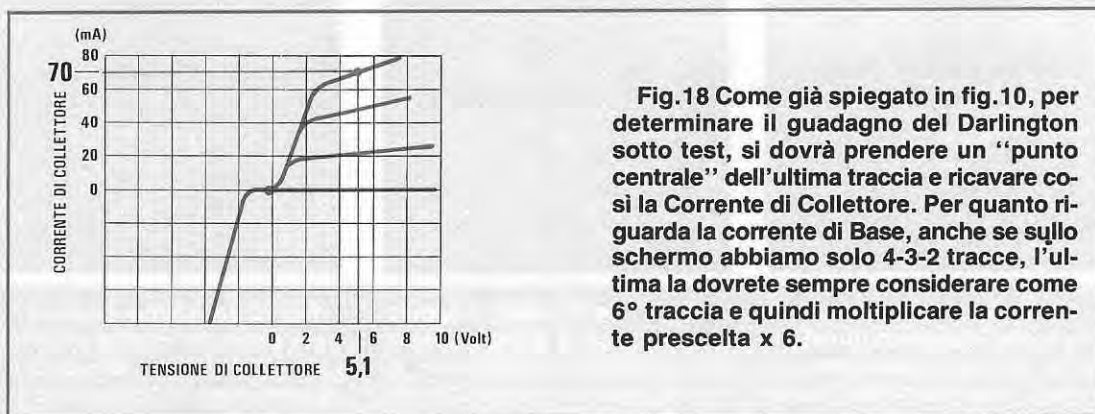 (mA)
80
70
60
40
20
0
CORRENTE DI COLLETTORE
0 2 4 6 8 10 (Volt)
TENSIONE DI COLLETTORE 5,1
Fig.18 Come già spiegato in fig.10, per
determinare il guadagno del Darlington
sotto test, si dovrà prendere un "punto
centrale" dell'ultima traccia e ricavare co-
sì la Corrente di Collettore. Per quanto ri-
guarda la corrente di Base, anche se sullo
schermo abbiamo solo 4-3-2 tracce, l'ul-
tima la dovrete sempre considerare come
6° traccia e quindi moltiplicare la corren-
te prescelta x 6.